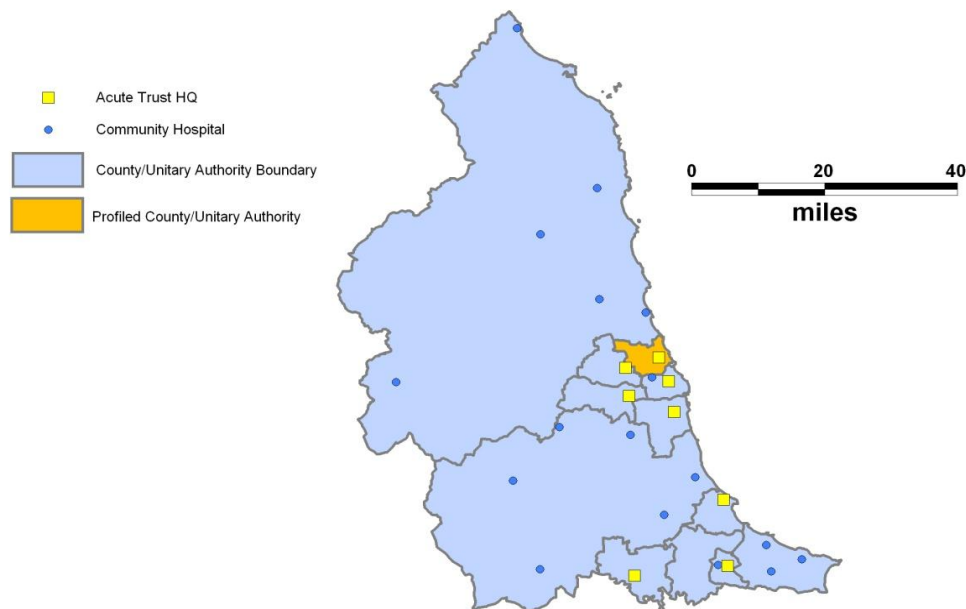 Acute Trust HQ
Community Hospital
County/Unitary Authority Boundary
Profiled County/Unitary Authority
0 20 40
miles